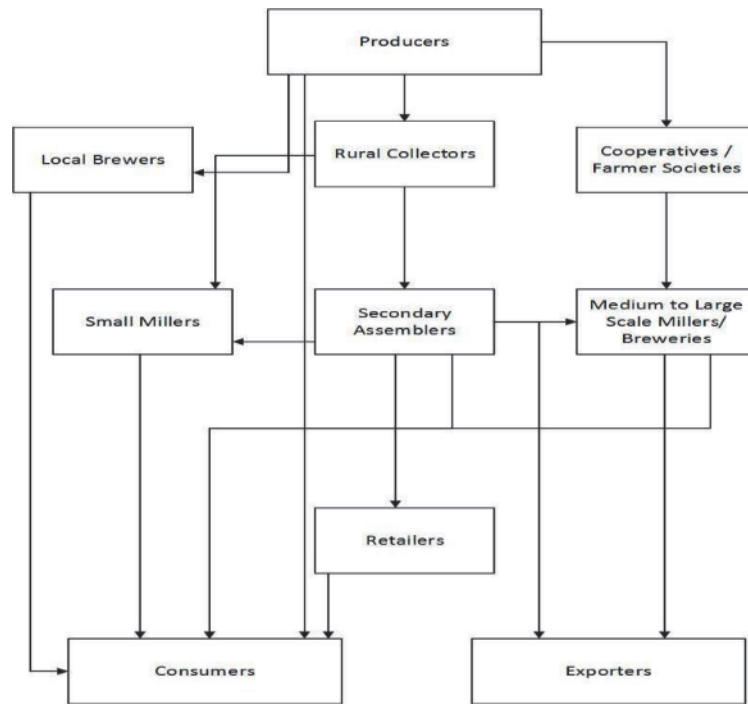 Producers
Local Brewers
Rural Collectors
Cooperatives /
Farmer Societies
Small Millers
Secondary
Assemblers
Medium to Large
Scale Millers/
Breweries
Retailers
Consumers
Exporters